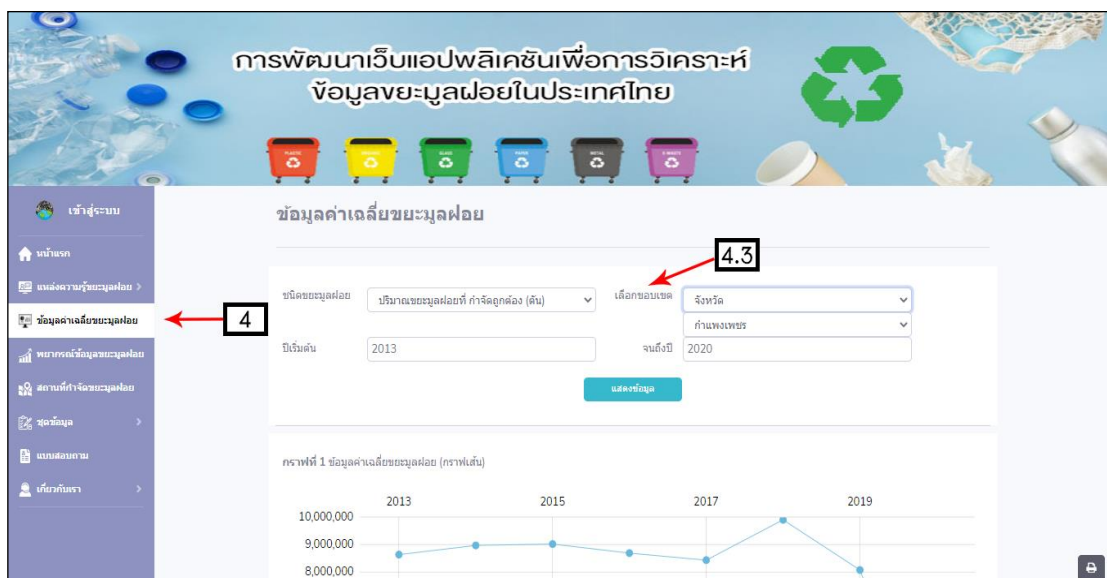 การพัฒนาเว็บแอปพลิเคชันเพื่อการวิเคราะห์
ข้อมูลขยะมูลฝอยในประเทศไทย
เข้าสู่ระบบ
หน้าแรก
แหล่งความรู้ขยะมูลฝอย
ข้อมูลค่าเฉลี่ยขยะมูลฝอย
พยากรณ์ข้อมูลขยะมูลฝอย
สถานที่กำจัดขยะมูลฝอย
ชุดข้อมูล
แบบสอบถาม
เกี่ยวกับเรา
4
ข้อมูลค่าเฉลี่ยขยะมูลฝอย
4.3
ชนิดขยะมูลฝอย ปริมาณขยะมูลฝอยที่ กำจัดถูกต้อง (ตัน) เลือกขอบเขต จังหวัด
กำแพงเพชร
ปีเริ่มต้น 2013 จนถึงปี 2020
แสดงข้อมูล
กราฟที่ 1 ข้อมูลค่าเฉลี่ยขยะมูลฝอย (กราฟเส้น)
2013 2015 2017 2019
10,000,000
9,000,000
8,000,000